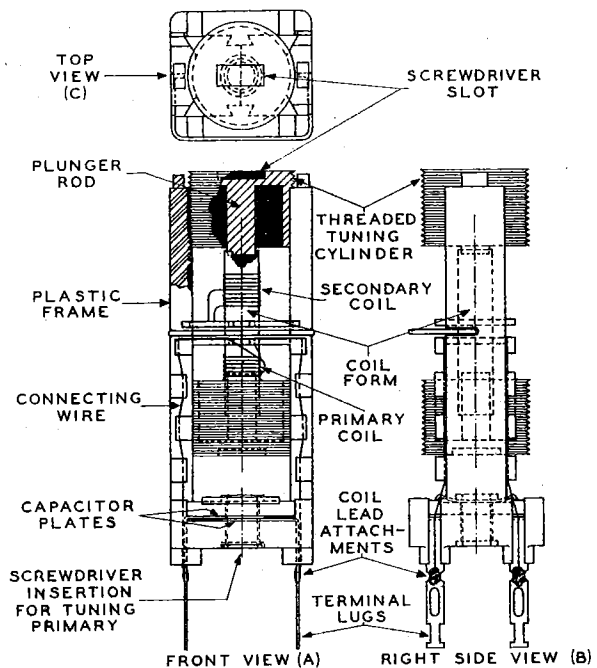 TOP
VIEW
(C)
SCREWDRIVER
SLOT
PLUNGER
ROD
THREADED
TUNING
CYLINDER
SECONDARY
COIL
PLASTIC
FRAME
COIL
FORM
CONNECTING
WIRE
PRIMARY
COIL
CAPACITOR
PLATES
COIL
LEAD
ATTACH-
MENTS
SCREWDRIVER
INSERTION
FOR TUNING
PRIMARY
TERMINAL
LUGS
FRONT VIEW (A)
RIGHT SIDE VIEW (B)